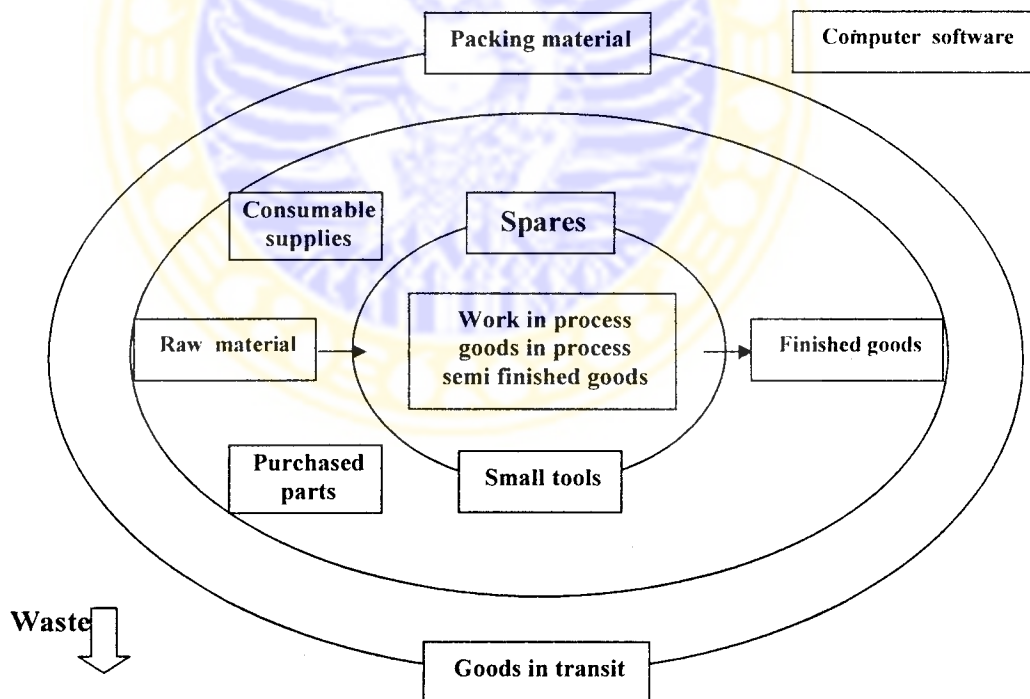 Packing material
Computer software
Consumable
supplies
Spares
Raw material
Work in process
goods in process
semi finished goods
Finished goods
Purchased
parts
Small tools
Waste
Goods in transit